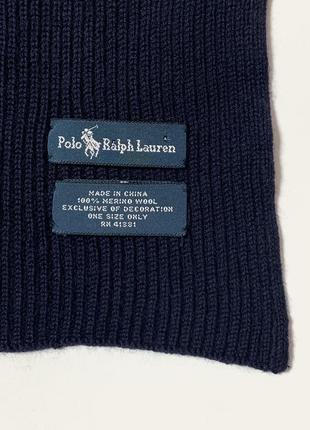 Polo Ralph Lauren
MADE IN CHINA
100% MERINO WOOL
EXCLUSIVE OF DECORATION
ONE SIZE ONLY
RN 41381